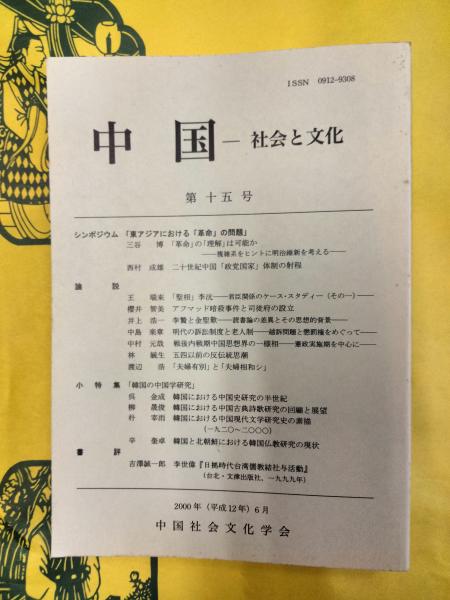 ISSN 0912-9308
中 国 — 社会と文化
第十五号
シンポジウム 「東アジアにおける「革命」の問題」
三谷 博 「革命」の「理解」は可能か
——複雑系をヒントに明治維新を考える——
西村 成雄 二十世紀中国「政党国家」体制の射程
論 説
王 瑞来 「聖相」李沆——君臣関係のケース・スタディー(その一)——
櫻井 智美 アフマッド暗殺事件と司徒府の設立
井上 浩一 李贄と金聖歎——読書論の差異とその思想的背景——
中島 楽章 明代の訴訟制度と老人制——越訴問題と懲罰権をめぐって——
中村 元哉 戦後内戦期中国思想界の一様相——憲政実施期を中心に——
林 毓生 五四以前の反伝統思潮
渡辺 浩 「夫婦有別」と「夫婦相和シ」
小 特 集 「韓国の中国学研究」
呉 金成 韓国における中国史研究の半世紀
柳 晟俊 韓国における中国古典詩歌研究の回顧と展望
朴 宰雨 韓国における中国現代文学研究史の素描
(一九二〇~二〇〇〇)
辛 奎卓 韓国と北朝鮮における韓国仏教研究の現状
書 評
吉澤誠一郎 李世偉『日拠時代台湾儒教結社与活動』
(台北・文津出版社、一九九九年)
2000年(平成12年)6月
中国社会文化学会